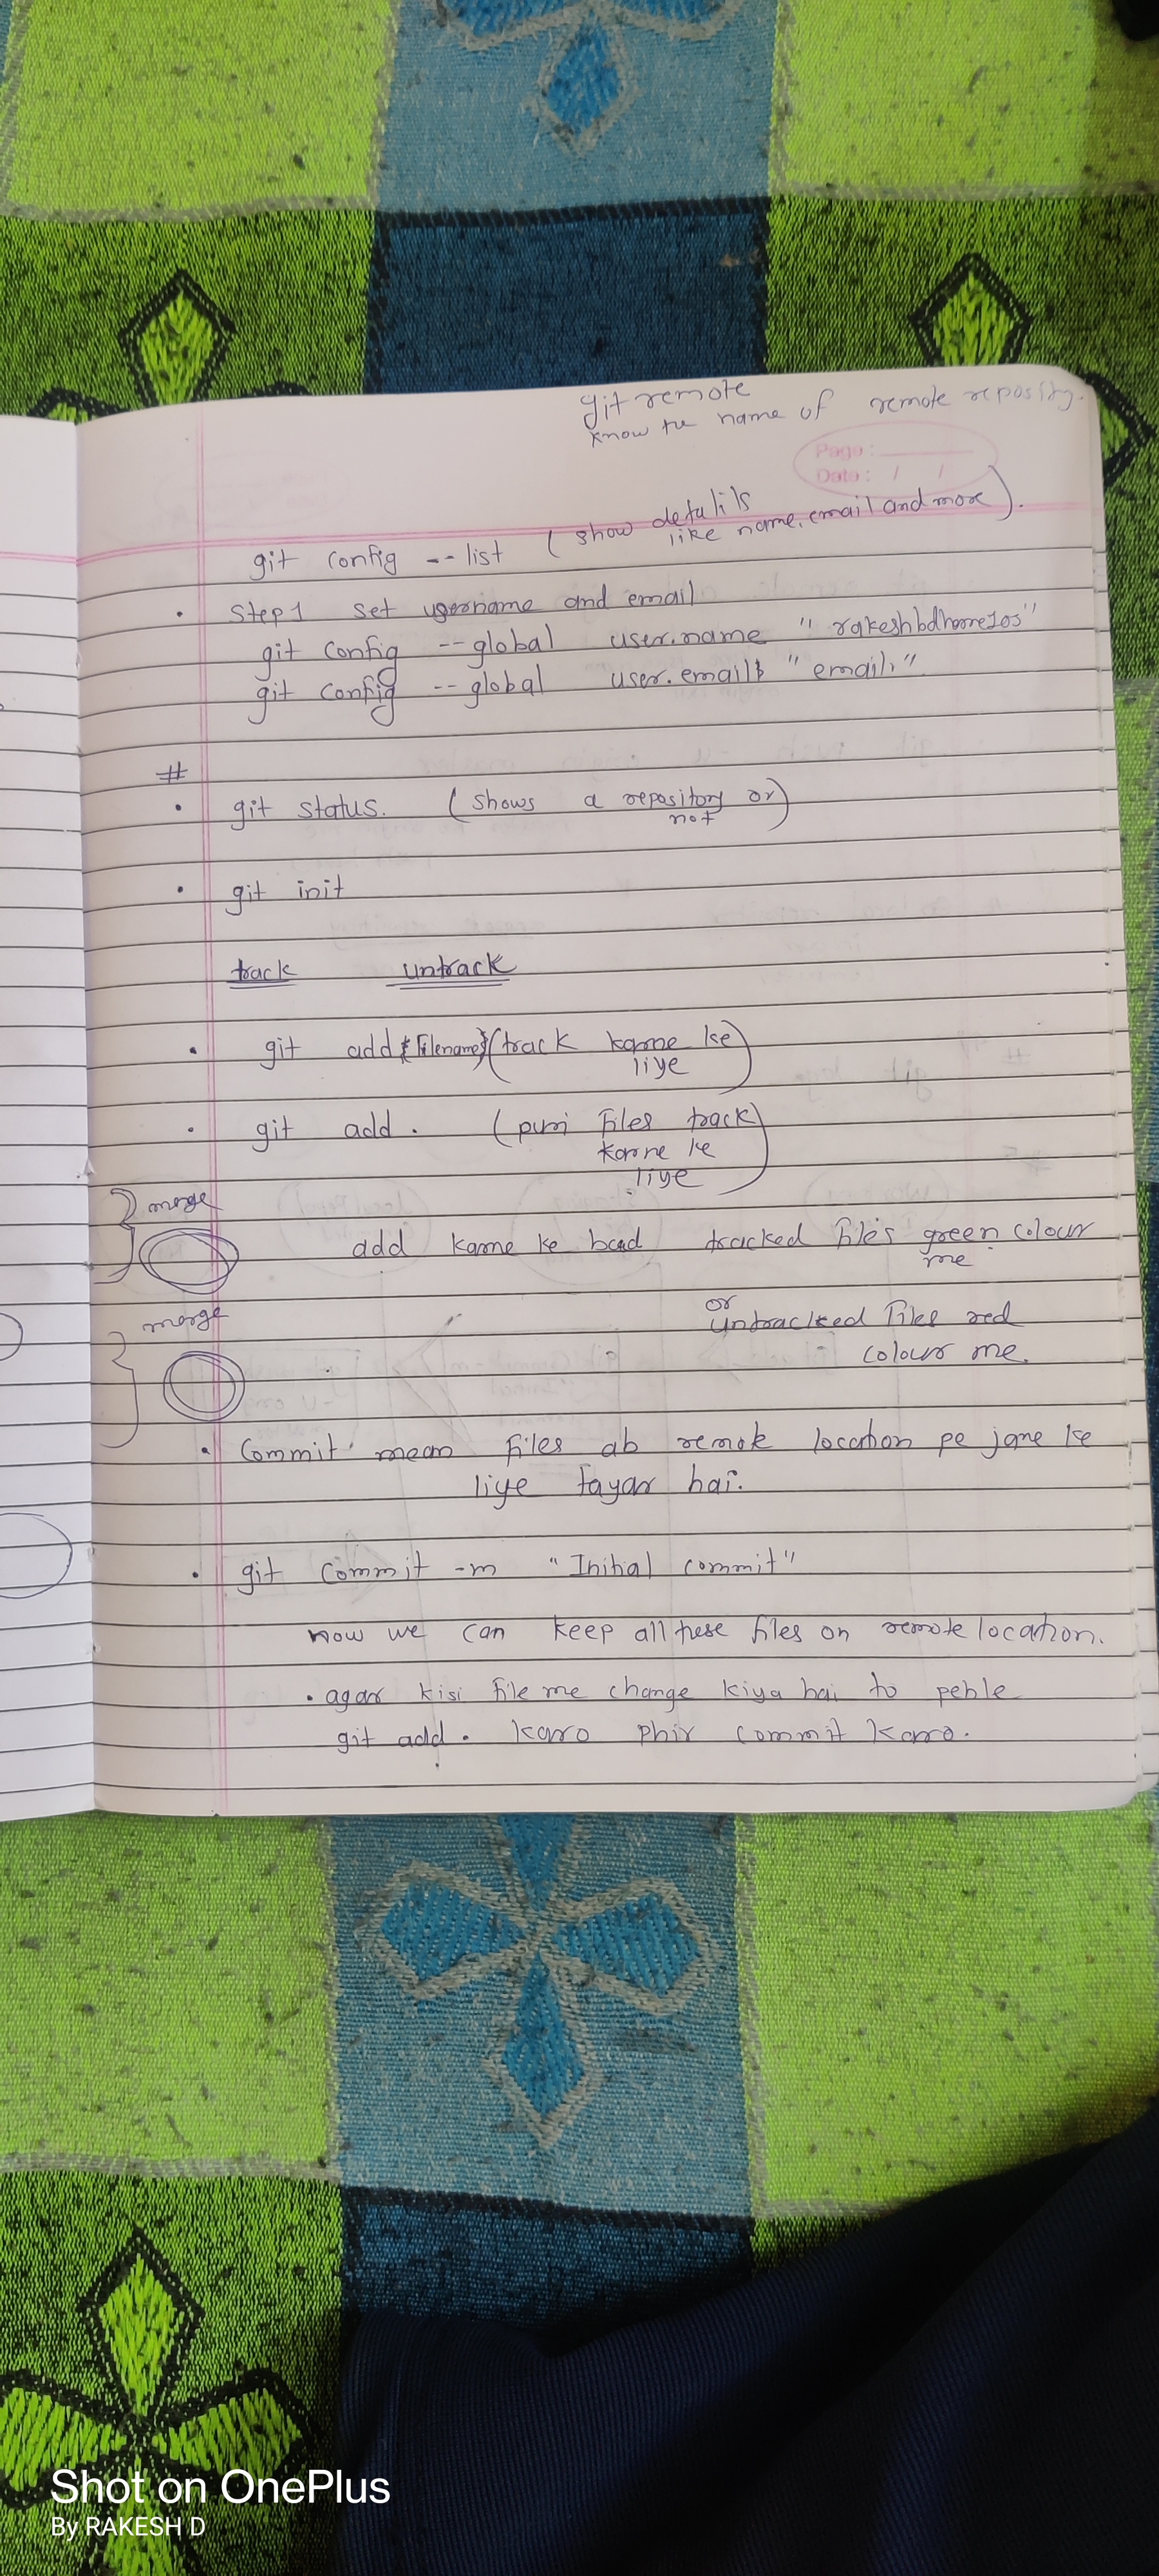 git remote
know the name of remote reposity.
Page :
Date : / /
git config --list (show detalils
like name, email and more).
• Step 1 set username and email
git config --global user.name "rakeshbdhome105"
git config --global user.email "email."
#
• git status. (shows a repository or
not)
• git init
track untrack
• git add {filename} (track karne ke
liye)
• git add . (puri files track
karne ke
liye)
merge
add karne ke baad tracked files green colour
me
merge
or
untracked files red
colour me.
• Commit mean files ab remote location pe jane ke
liye tayar hai.
• git commit -m "Initial commit"
now we can keep all these files on remote location.
• agar kisi file me change kiya hai to pehle
git add . karo phir commit karo.
Shot on OnePlus
By RAKESH D